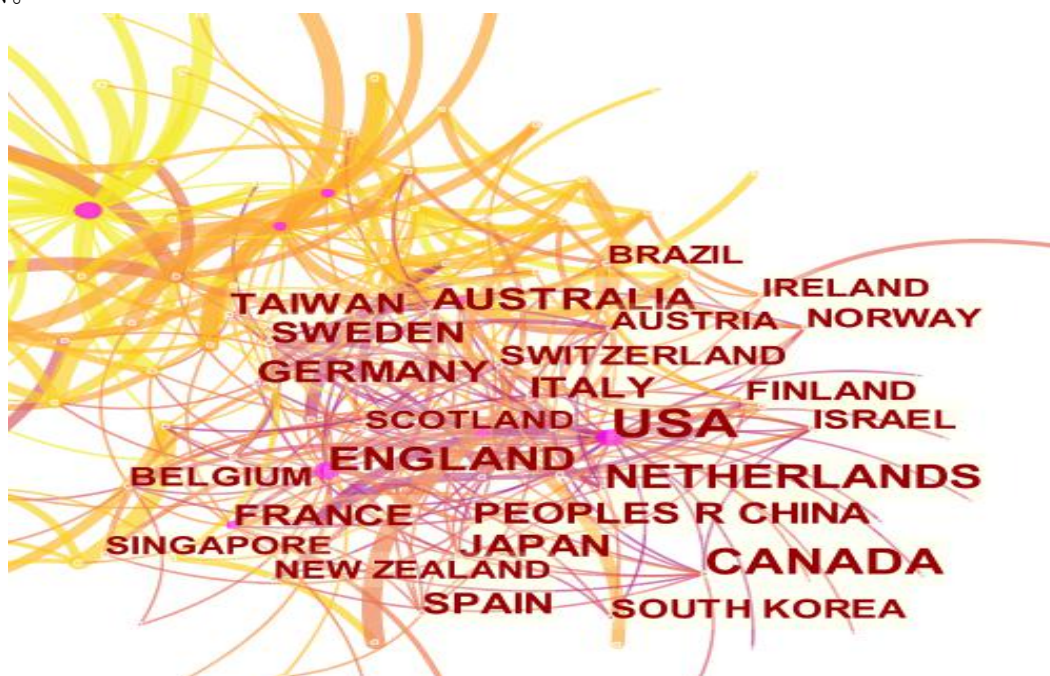 BRAZIL
IRELAND
TAIWAN
AUSTRALIA
AUSTRIA
NORWAY
SWEDEN
SWITZERLAND
GERMANY
ITALY
FINLAND
SCOTLAND
USA
ISRAEL
ENGLAND
BELGIUM
NETHERLANDS
FRANCE
PEOPLES R CHINA
SINGAPORE
JAPAN
NEW ZEALAND
CANADA
SPAIN
SOUTH KOREA